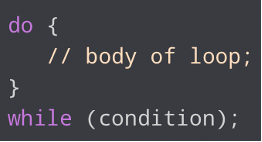 do {
   // body of loop;
}
while (condition);